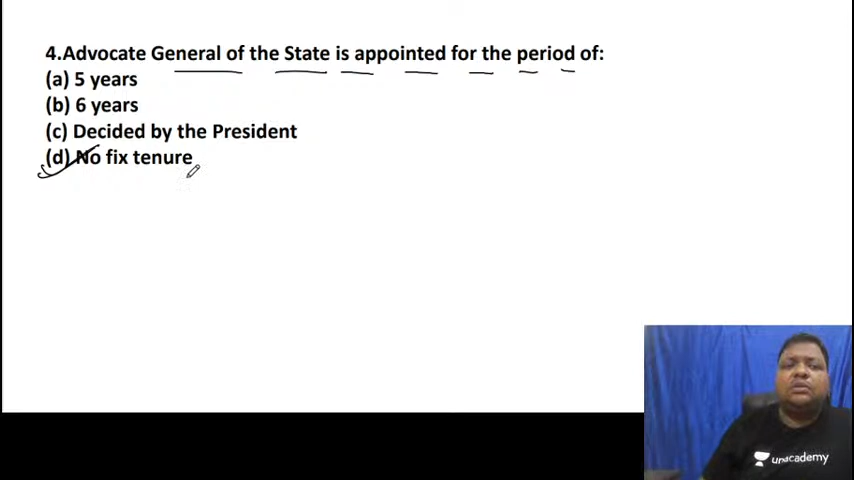 4.Advocate General of the State is appointed for the period of:
(a) 5 years
(b) 6 years
(c) Decided by the President
(d) No fix tenure
unacademy